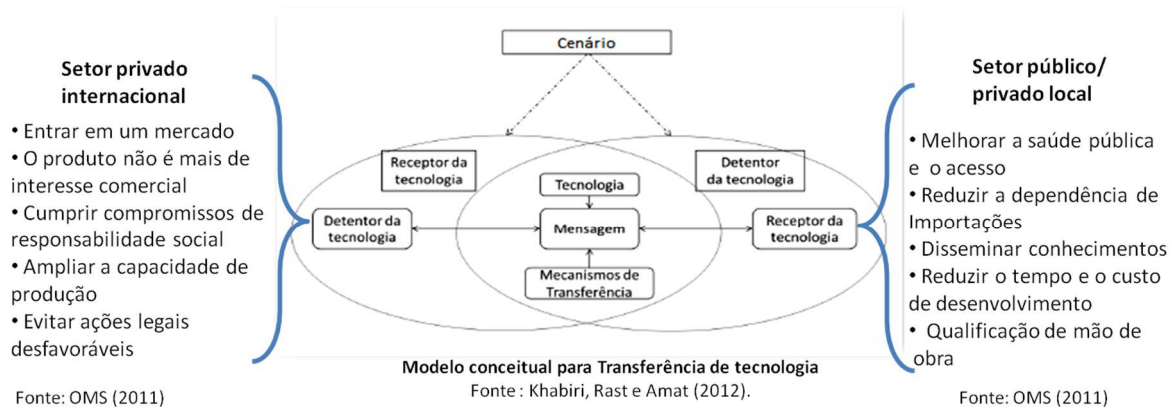 Setor privado
internacional
• Entrar em um mercado
• O produto não é mais de
interesse comercial
• Cumprir compromissos de
responsabilidade social
• Ampliar a capacidade de
produção
• Evitar ações legais
desfavoráveis
Fonte: OMS (2011)
Cenário
Receptor da
tecnologia
Detentor
da tecnologia
Tecnologia
Detentor da
tecnologia
Mensagem
Receptor da
tecnologia
Mecanismos de
Transferência
Modelo conceitual para Transferência de tecnologia
Fonte : Khabiri, Rast e Amat (2012).
Setor público/
privado local
• Melhorar a saúde pública
e o acesso
• Reduzir a dependência de
Importações
• Disseminar conhecimentos
• Reduzir o tempo e o custo
de desenvolvimento
• Qualificação de mão de
obra
Fonte: OMS (2011)